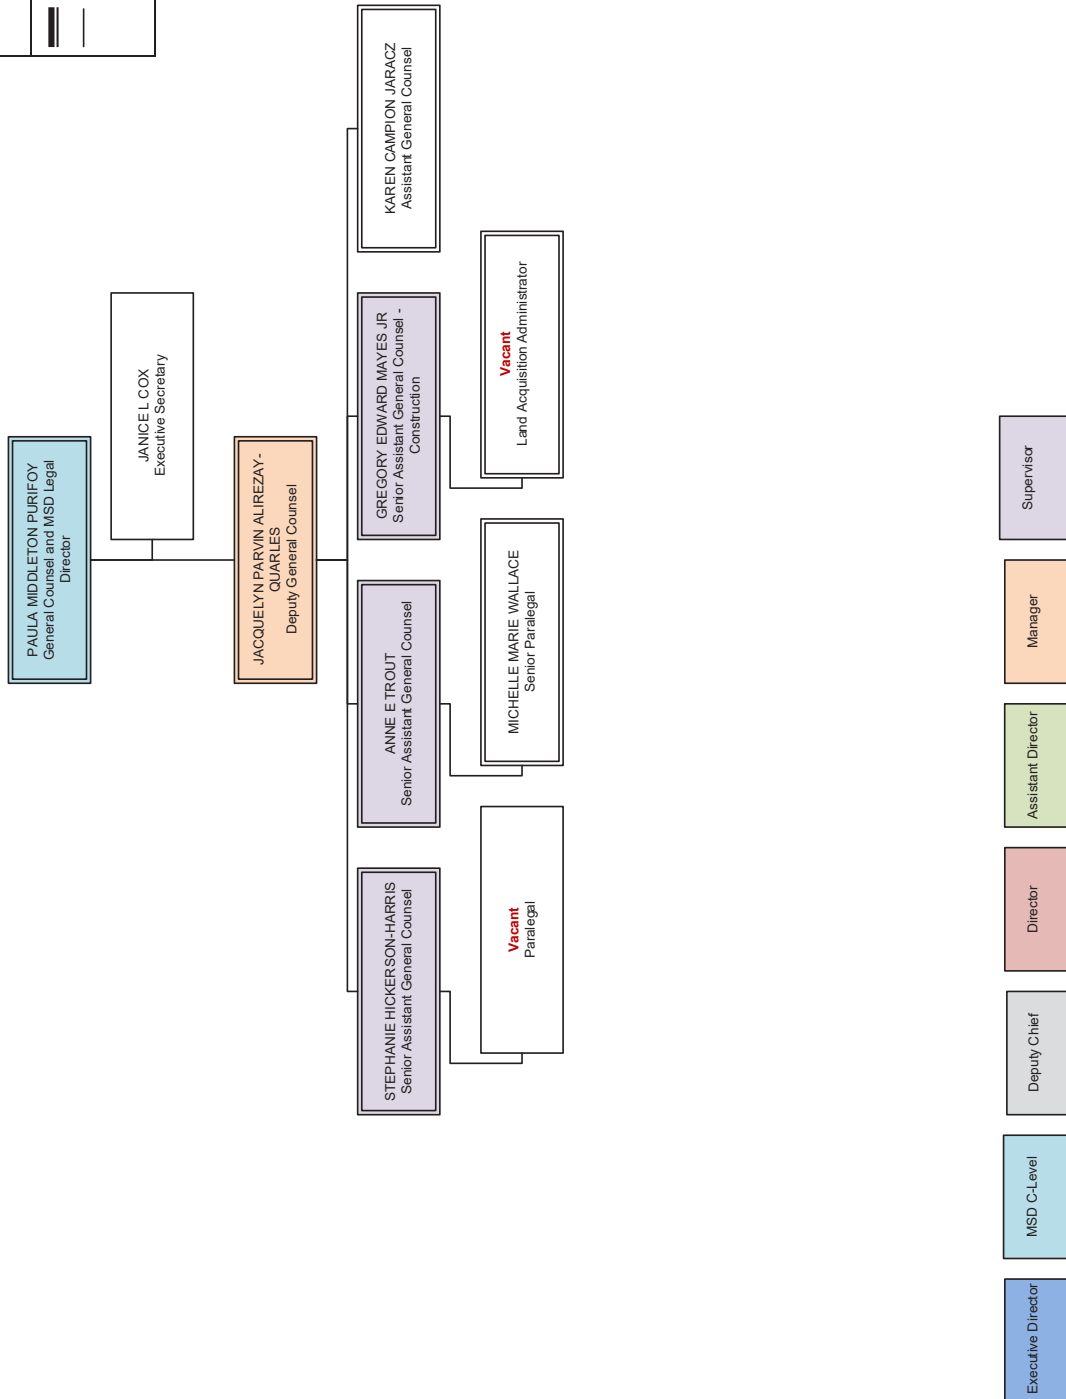 PAULA MIDDLETON PURIFOY
General Counsel and MSD Legal
Director
JANICE L COX
Executive Secretary
JACQUELYN PARVIN ALIREZAY-
QUARLES
Deputy General Counsel
STEPHANIE HICKERSON-HARRIS
Senior Assistant General Counsel
ANNE E TROUT
Senior Assistant General Counsel
GREGORY EDWARD MAYES JR
Senior Assistant General Counsel -
Construction
KAREN CAMPION JARACZ
Assistant General Counsel
Vacant
Paralegal
MICHELLE MARIE WALLACE
Senior Paralegal
Vacant
Land Acquisition Administrator
Executive Director
MSD C-Level
Deputy Chief
Director
Assistant Director
Manager
Supervisor